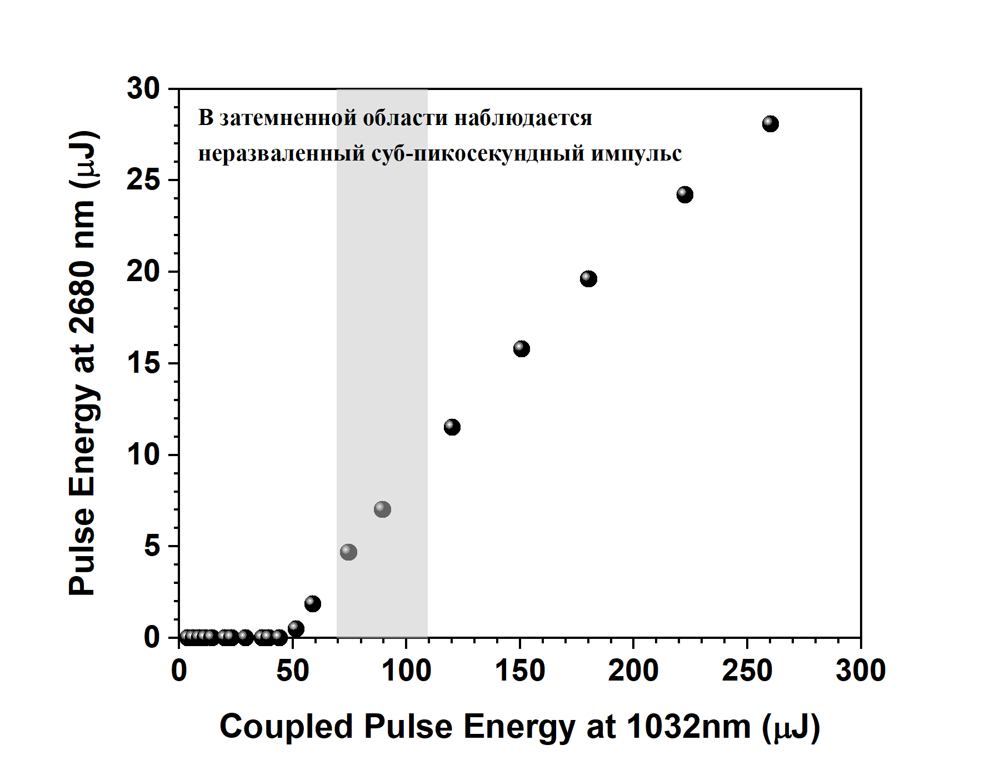 30
В затемненной области наблюдается
неразваленный суб-пикосекундный импульс
25
20
15
10
5
0
Pulse Energy at 2680 nm (μJ)
0 50 100 150 200 250 300
Coupled Pulse Energy at 1032nm (μJ)